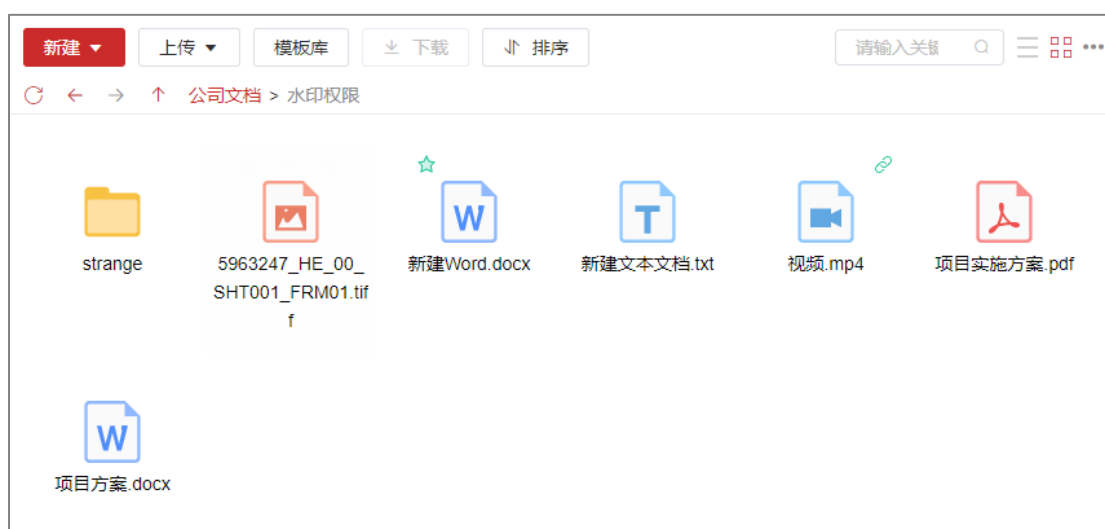 新建 上传 模板库 下载 排序 请输入关键
公司文档 > 水印权限
strange
5963247_HE_00_
SHT001_FRM01.tif
f
新建Word.docx
新建文本文档.txt
视频.mp4
项目实施方案.pdf
项目方案.docx